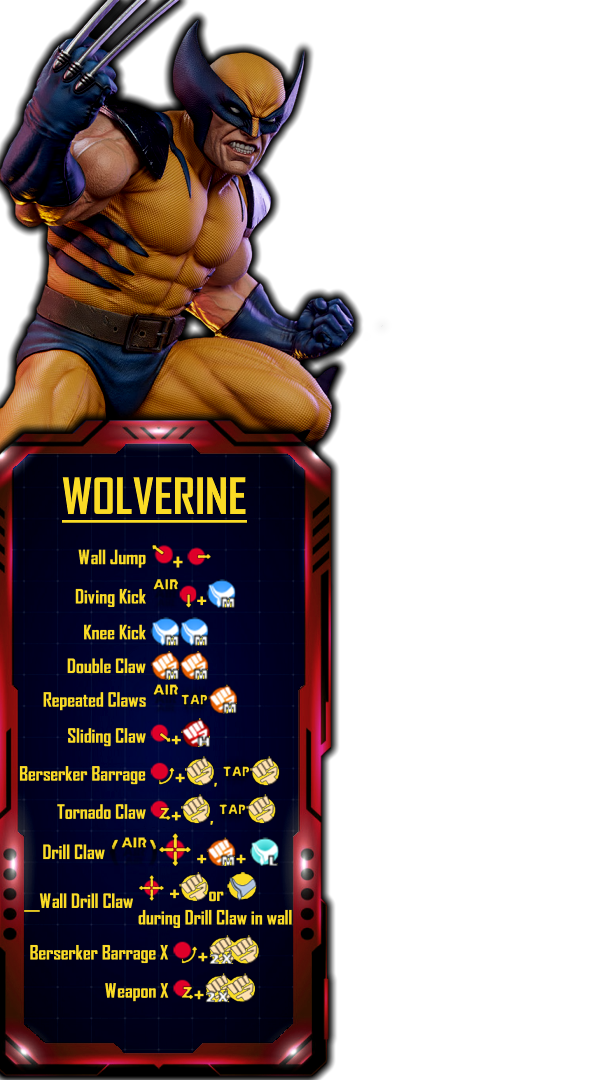 WOLVERINE
Wall Jump +
AIR
Diving Kick + M
Knee Kick M M
Double Claw M M
AIR
Repeated Claws TAP M
Sliding Claw + H
Berserker Barrage + , TAP
Tornado Claw Z + , TAP
Drill Claw (AIR) + M + L
__Wall Drill Claw + or
during Drill Claw in wall
Berserker Barrage X + 2X
Weapon X Z + 2X